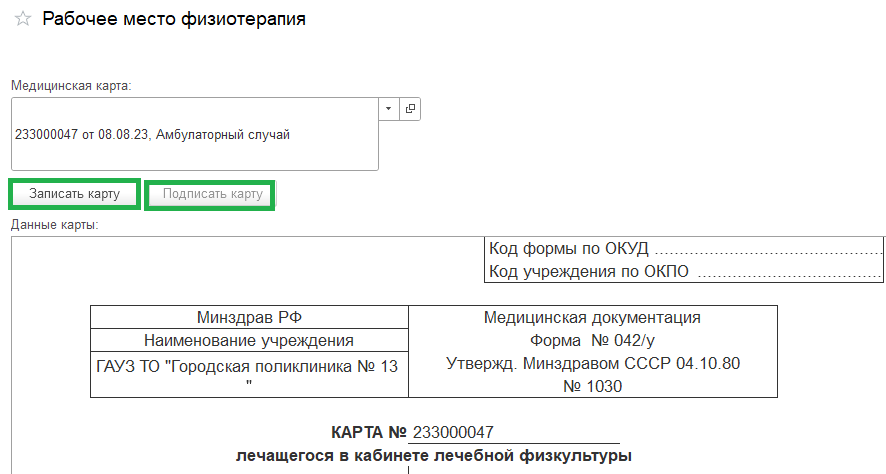 Рабочее место физиотерапия
Медицинская карта:
233000047 от 08.08.23, Амбулаторный случай
Записать карту
Подписать карту
Данные карты:
Код формы по ОКУД ................................................
Код учреждения по ОКПО .......................................
Минздрав РФ
Наименование учреждения
ГАУЗ ТО "Городская поликлиника № 13
"
Медицинская документация
Форма № 042/у
Утвержд. Минздравом СССР 04.10.80
№ 1030
КАРТА № 233000047
лечащегося в кабинете лечебной физкультуры